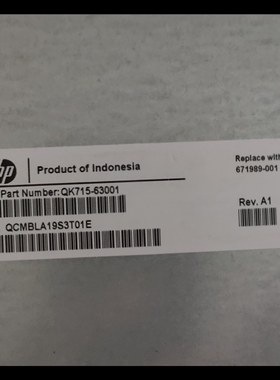 hp
Product of Indonesia
Replace with
671989-001
Part Number: QK715-63001
QCMBLA19S3T01E
Rev. A1